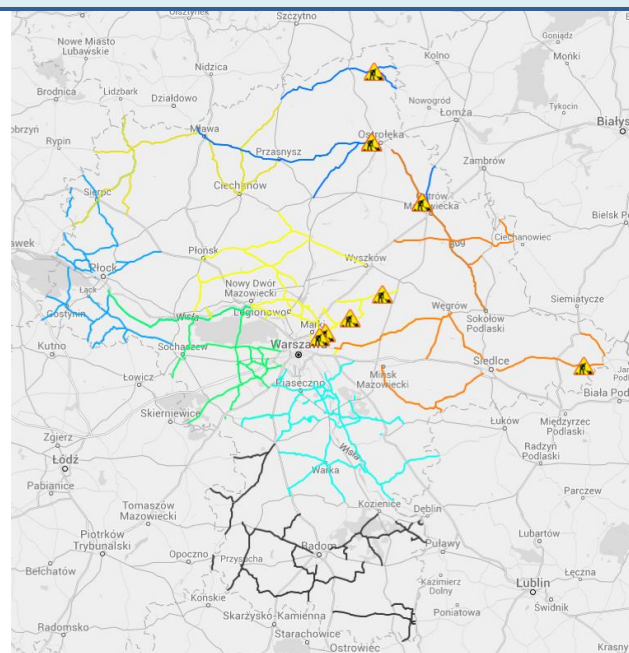 Olsztynek
Szczytno
Goniądz
Nowe Miasto
Lubawskie
Kolno
Mońki
Nidzica
Brodnica
Lidzbark
Nowogród
Działdowo
Łomża
Tykocin
Mława
Ostrołęka
Białys
Rypin
Przasnysz
Zambrów
Sierpc
Ciechanów
Mazowiecka
Bielsk Po
Ciechanowiec
Płońsk
Bug
Wyszków
Płock
Nowy Dwór
Mazowiecki
Siemiatycze
Łąck
Legionowo
Węgrów
Gostynin
Wisła
Marki
Sokołów
Podlaski
Kutno
Sochaczew
Warszawa
Siedlce
Łowicz
Piaseczno
Mińsk
Mazowiecki
Biała Pod
Skierniewice
Łuków
Międzyrzec
Podlaski
Zgierz
Wisła
Radzyń
Podlaski
Łódź
Warka
Pabianice
Parczew
Kozienice
Dęblin
Tomaszów
Mazowiecki
Piotrków
Trybunalski
Opoczno
Przysucha
Radom
Puławy
Lubartów
Bełchatów
Łęczna
Kazimierz
Dolny
Lublin
Końskie
Świdnik
Poniatowa
Skarżysko-Kamienna
Radomsko
Starachowice
Ostrowiec
Krasny